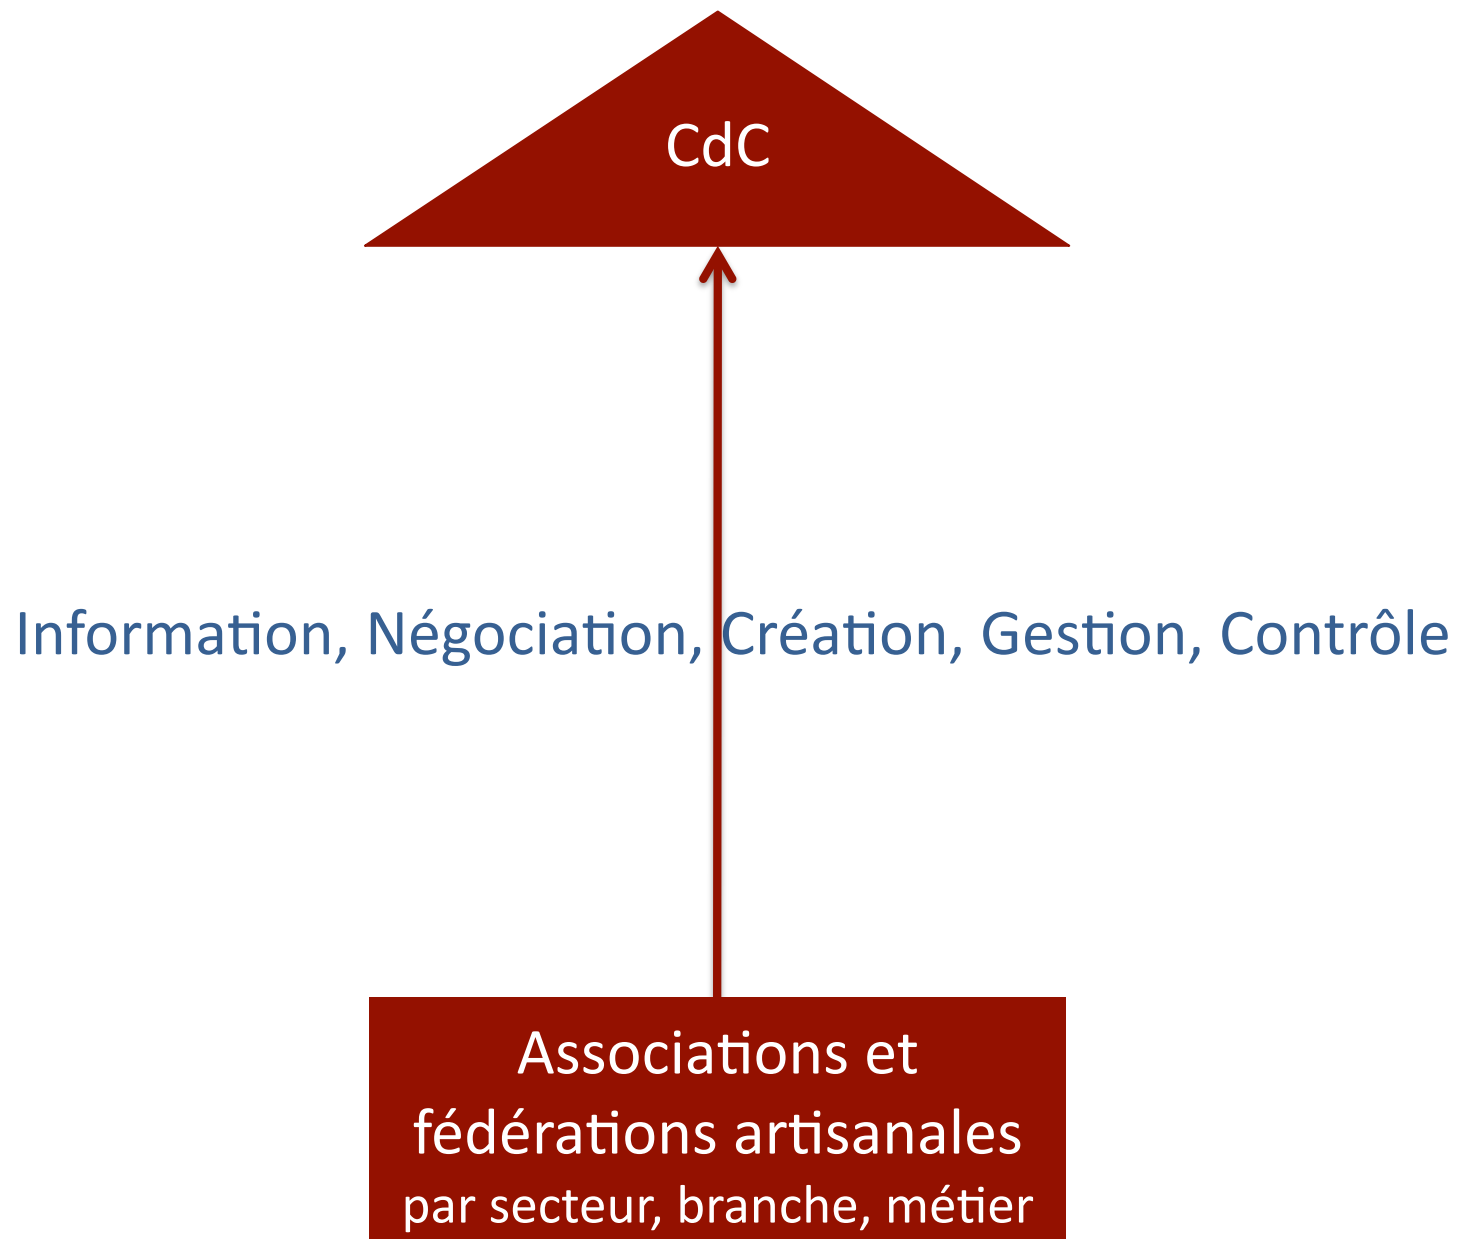 CdC
Information, Négociation, Création, Gestion, Contrôle
Associations et
fédérations artisanales
par secteur, branche, métier